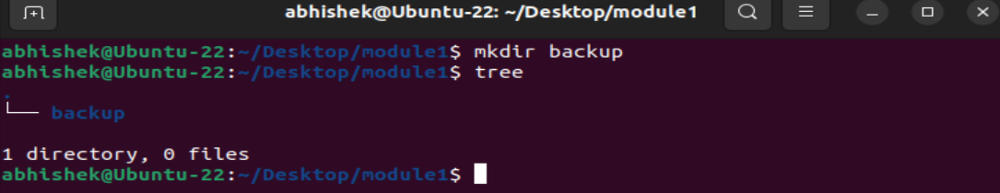 abhishek@Ubuntu-22: ~/Desktop/module1
abhishek@Ubuntu-22:~/Desktop/module1$ mkdir backup
abhishek@Ubuntu-22:~/Desktop/module1$ tree
.
└── backup
1 directory, 0 files
abhishek@Ubuntu-22:~/Desktop/module1$